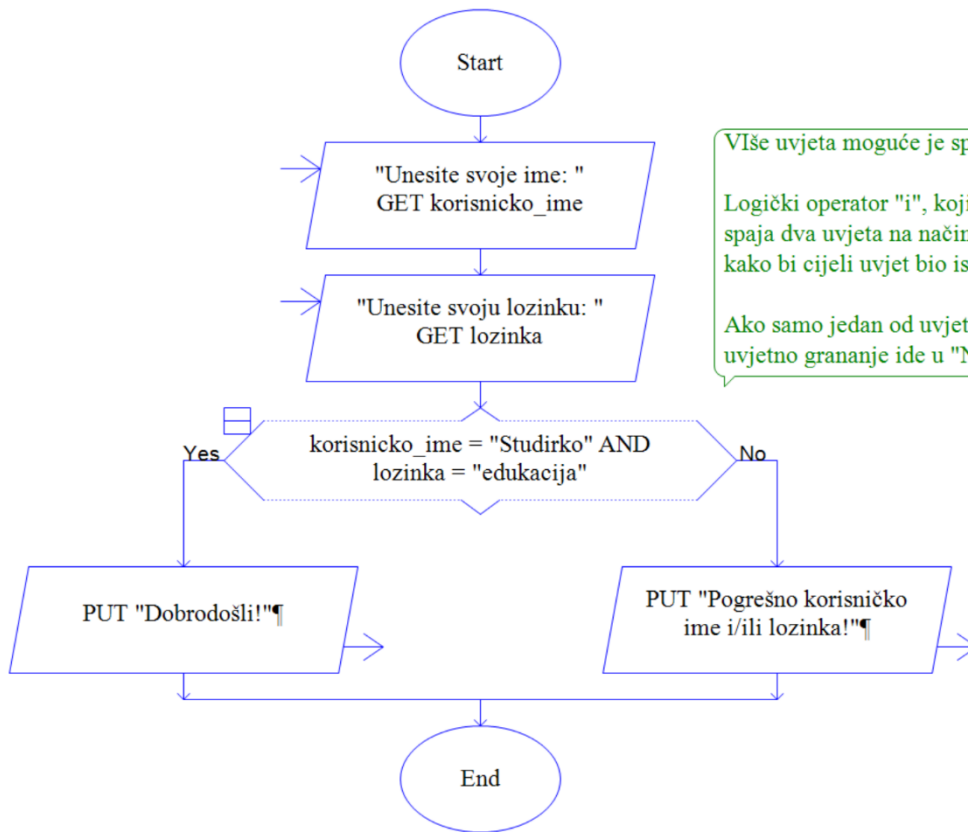 Start
"Unesite svoje ime: "
GET korisnicko_ime
VIše uvjeta moguće je
Logički operator "i",
spaja dva uvjeta na
kako bi cijeli uvjet bio
Ako samo jedan od
uvjetno grananje ide u
"Unesite svoju lozinku: "
GET lozinka
korisnicko_ime = "Studirko" AND
lozinka = "edukacija"
Yes
No
PUT "Dobrodošli!"¶
PUT "Pogrešno korisničko
ime i/ili lozinka!"¶
End